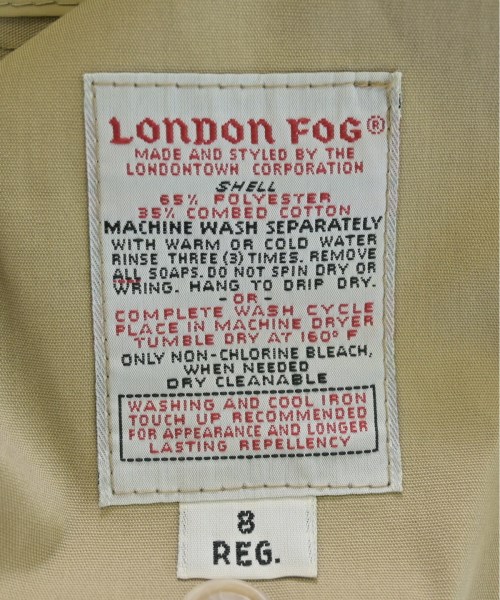 LONDON FOG®
MADE AND STYLED BY THE
LONDONTOWN CORPORATION
SHELL
65% POLYESTER
35% COMBED COTTON
MACHINE WASH SEPARATELY
WITH WARM OR COLD WATER
RINSE THREE (3) TIMES. REMOVE
ALL SOAPS. DO NOT SPIN DRY OR
WRING. HANG TO DRIP DRY.
-OR-
COMPLETE WASH CYCLE
PLACE IN MACHINE DRYER
TUMBLE DRY AT 160° F
ONLY NON-CHLORINE BLEACH,
WHEN NEEDED
DRY CLEANABLE
WASHING AND COOL IRON
TOUCH UP RECOMMENDED
FOR APPEARANCE AND LONGER
LASTING REPELLENCY
8
REG.